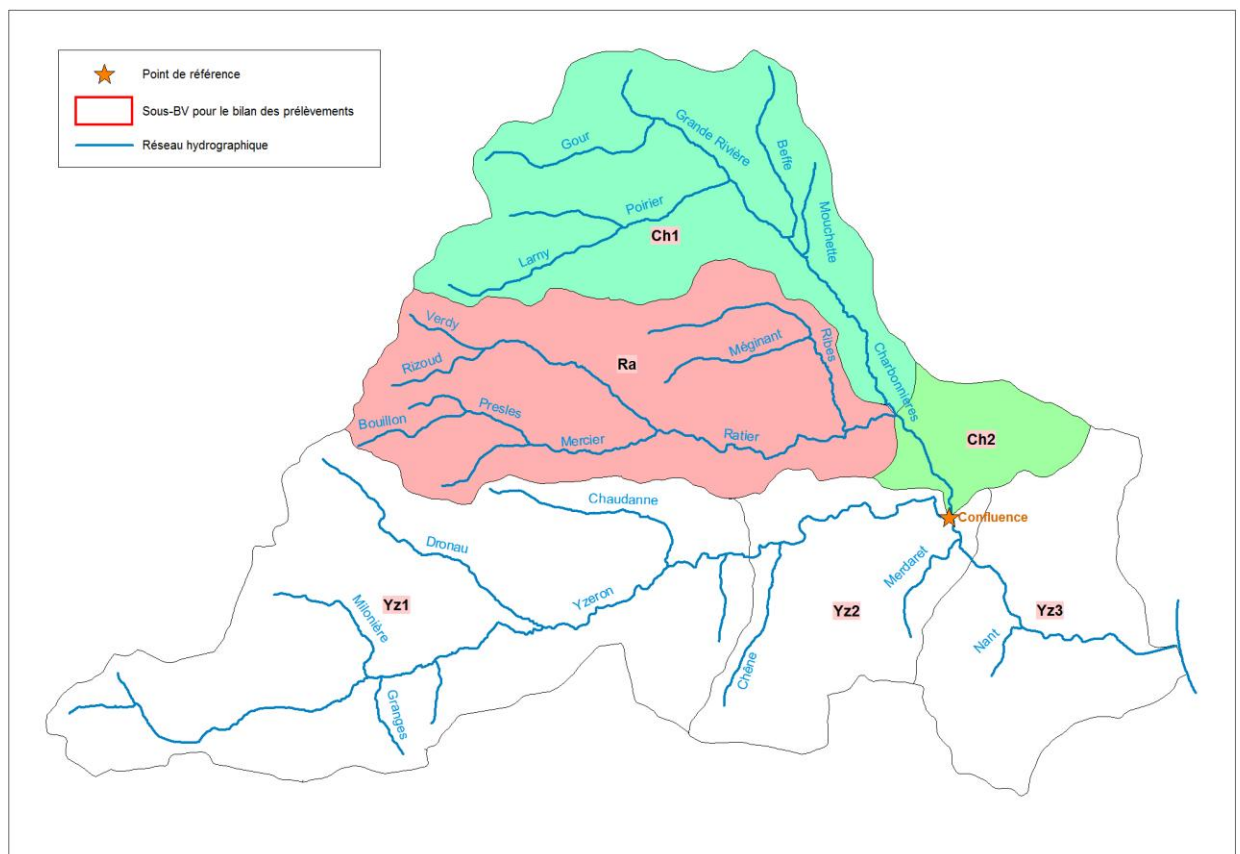 Point de référence
Sous-BV pour le bilan des prélèvements
Réseau hydrographique
Gour
Grande Rivière
Beffe
Mouchette
Poirier
Ch1
Larny
Verdy
Rizoud
Ra
Méginant
Ribes
Charbonnières
Bouillon
Presles
Mercier
Ratier
Ch2
Chaudanne
Confluence
Dronau
Merdaret
Milonière
Yzeron
Yz1
Yz2
Yz3
Nant
Chêne
Granges